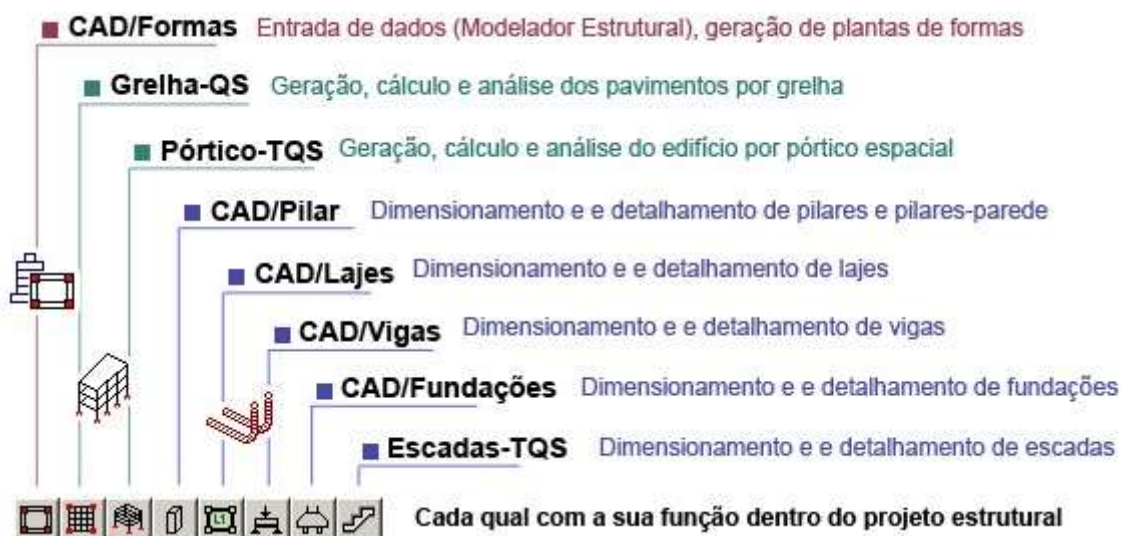 CAD/Formas Entrada de dados (Modelador Estrutural), geração de plantas de formas
Grelha-QS Geração, cálculo e análise dos pavimentos por grelha
Pórtico-TQS Geração, cálculo e análise do edifício por pórtico espacial
CAD/Pilar Dimensionamento e e detalhamento de pilares e pilares-parede
CAD/Lajes Dimensionamento e e detalhamento de lajes
CAD/Vigas Dimensionamento e e detalhamento de vigas
CAD/Fundações Dimensionamento e e detalhamento de fundações
Escadas-TQS Dimensionamento e e detalhamento de escadas
L1 Cada qual com a sua função dentro do projeto estrutural